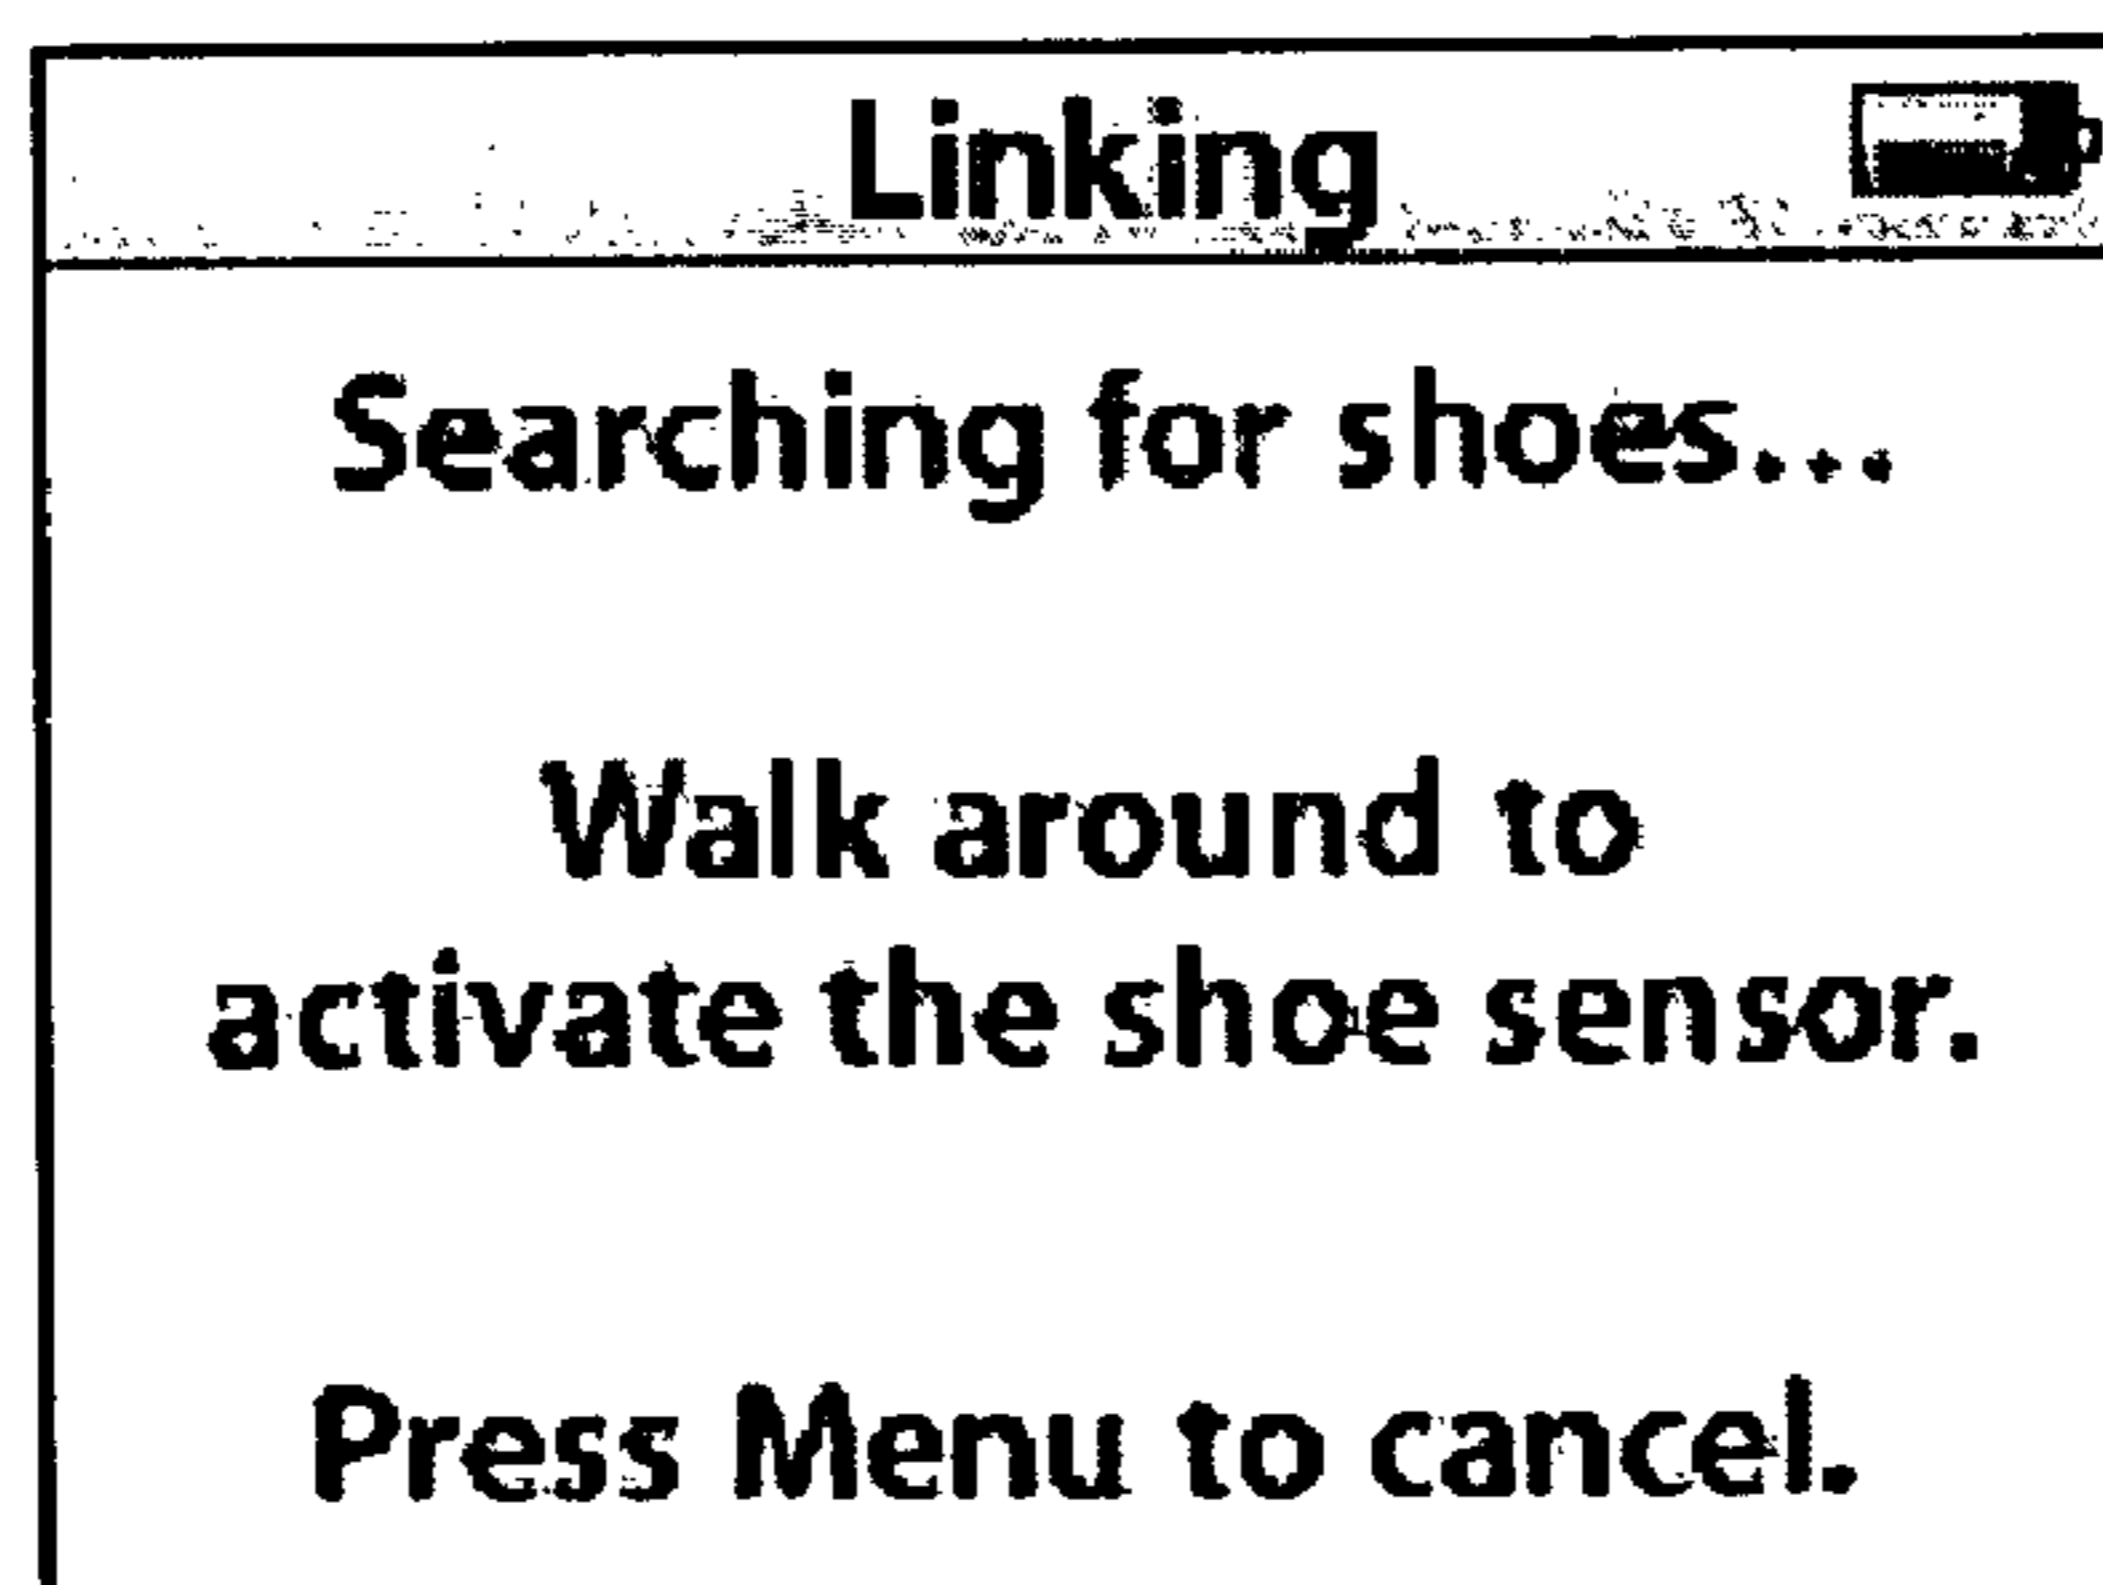 Linking
Searching for shoes...
Walk around to
activate the shoe sensor.
Press Menu to cancel.